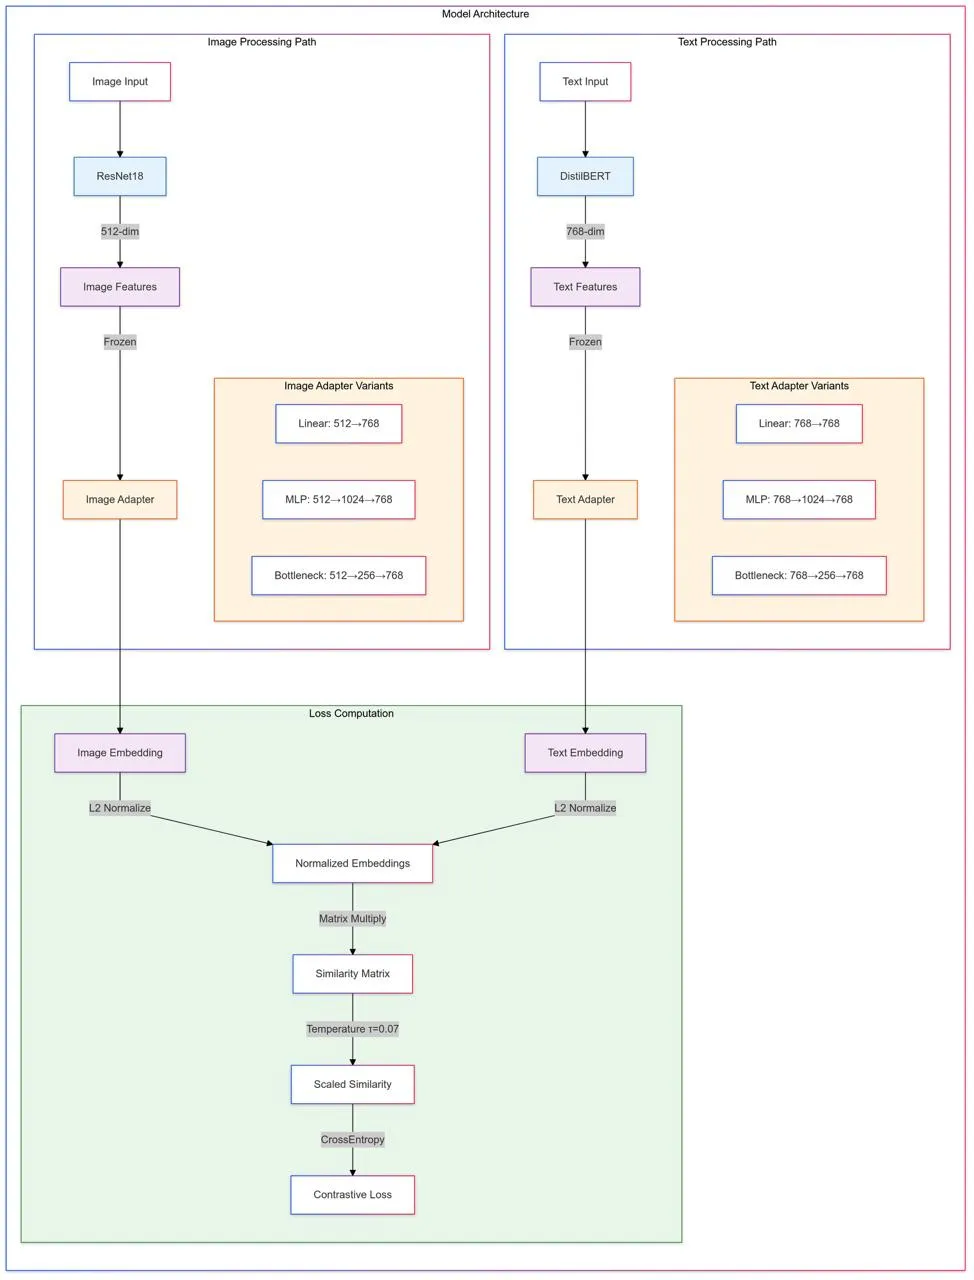 Model Architecture
Image Processing Path
Image Input
ResNet18
512-dim
Image Features
Frozen
Image Adapter Variants
Linear: 512→768
MLP: 512→1024→768
Bottleneck: 512→256→768
Image Adapter
Text Processing Path
Text Input
DistilBERT
768-dim
Text Features
Frozen
Text Adapter Variants
Linear: 768→768
MLP: 768→1024→768
Bottleneck: 768→256→768
Text Adapter
Loss Computation
Image Embedding
Text Embedding
L2 Normalize
L2 Normalize
Normalized Embeddings
Matrix Multiply
Similarity Matrix
Temperature τ=0.07
Scaled Similarity
CrossEntropy
Contrastive Loss